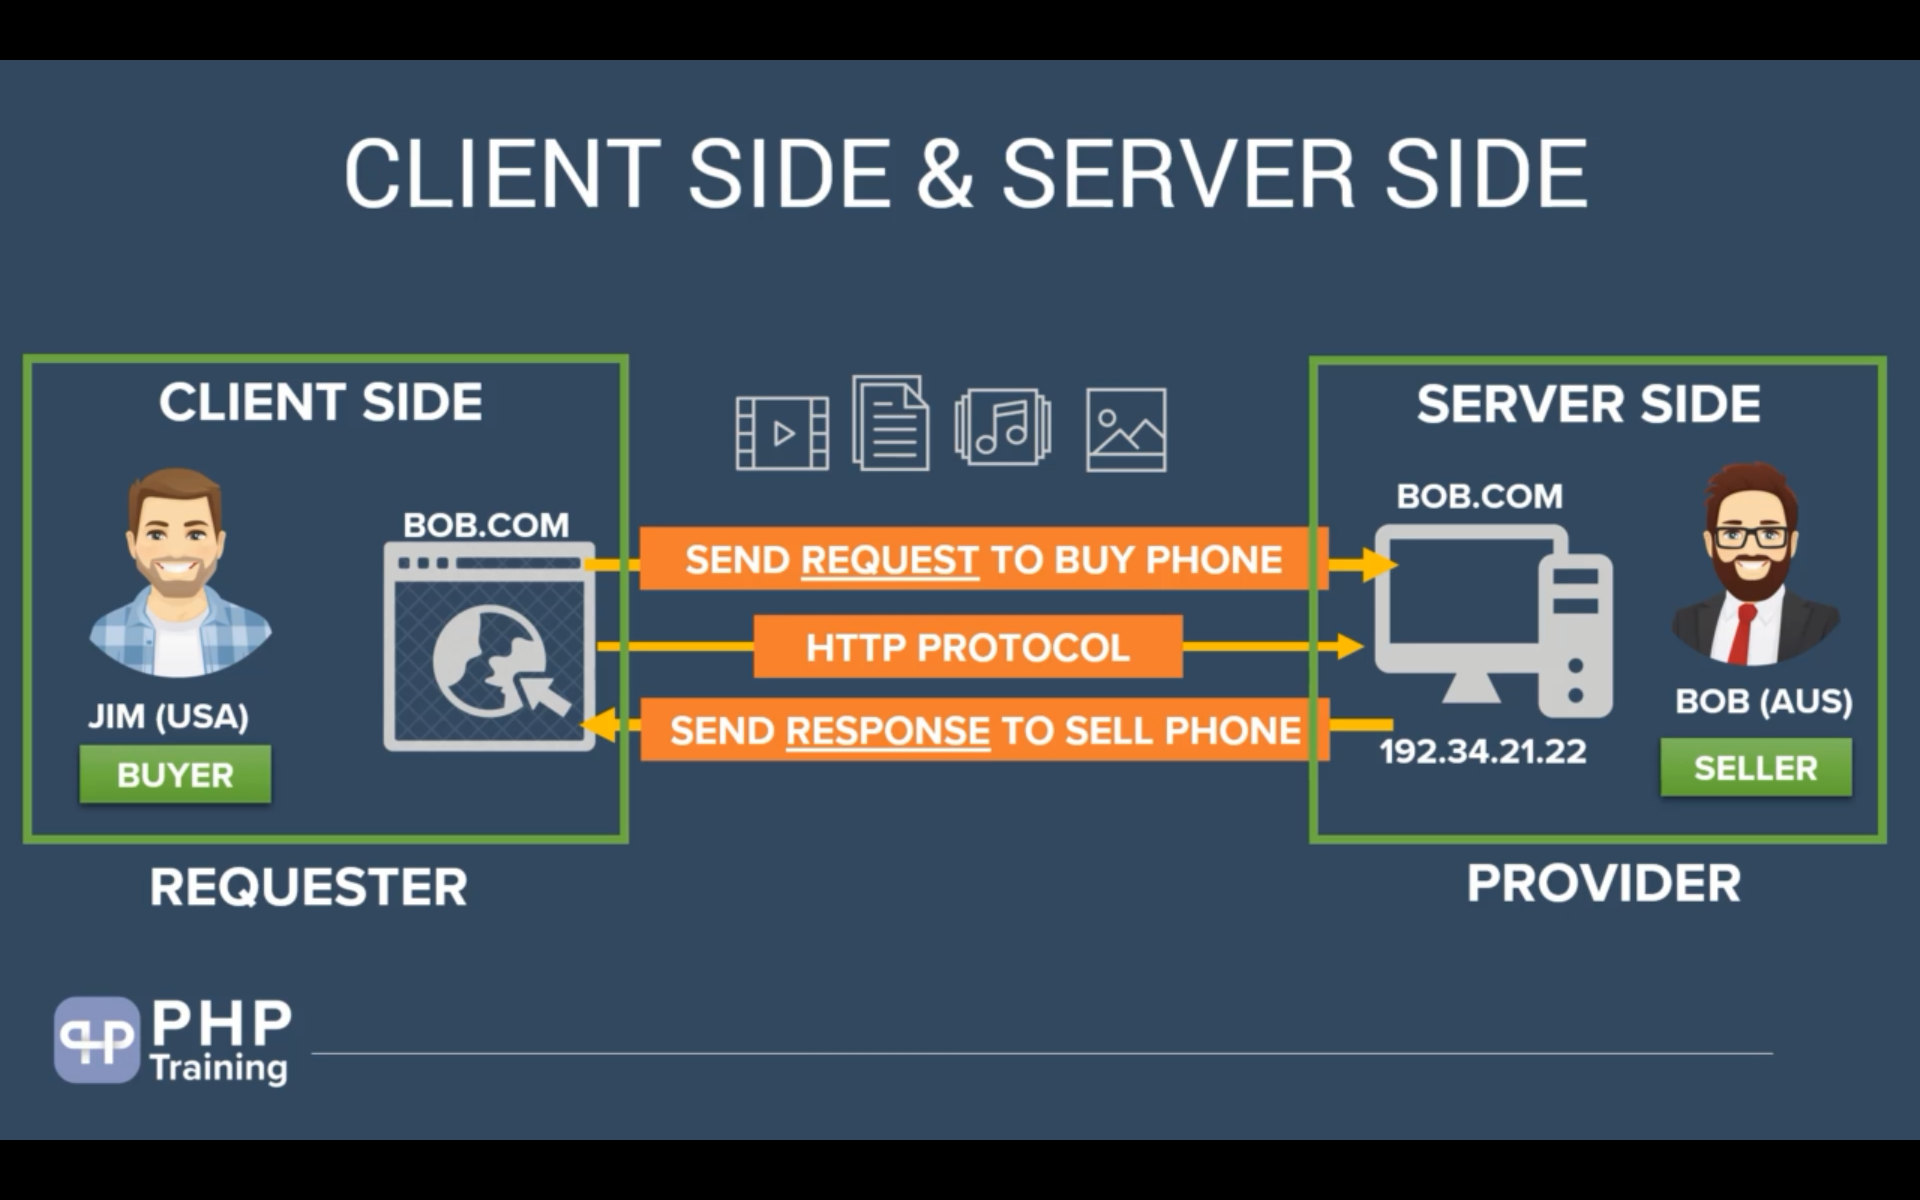 CLIENT SIDE & SERVER SIDE
CLIENT SIDE
BOB.COM
JIM (USA)
BUYER
REQUESTER
SEND REQUEST TO BUY PHONE
HTTP PROTOCOL
SEND RESPONSE TO SELL PHONE
SERVER SIDE
BOB.COM
192.34.21.22
BOB (AUS)
SELLER
PROVIDER
php
PHP
Training